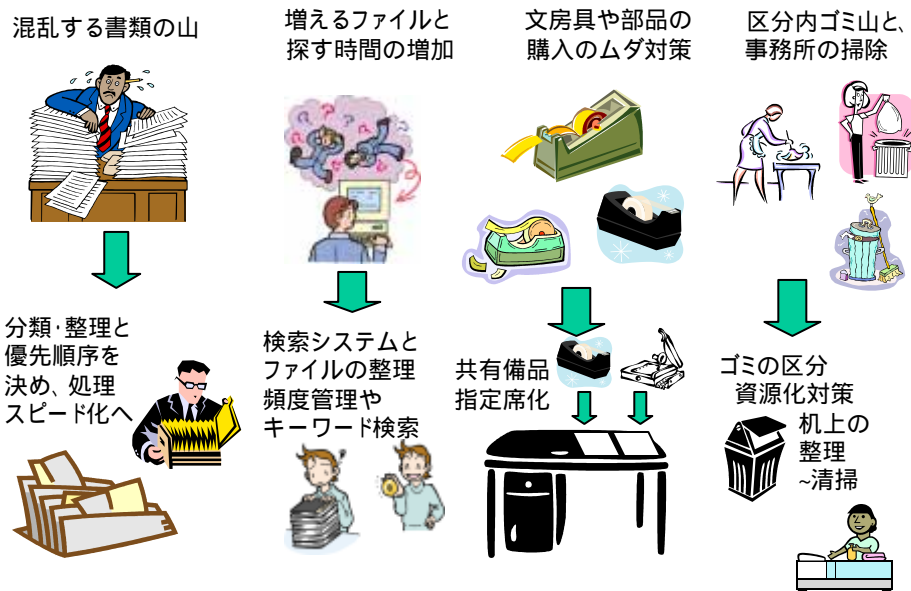 混乱する書類の山
増えるファイルと
探す時間の増加
文房具や部品の
購入のムダ対策
区分内ゴミ山と、
事務所の掃除
分類･整理と
優先順序を
決め、処理
スピード化へ
検索システムと
ファイルの整理
頻度管理や
キーワード検索
共有備品
指定席化
ゴミの区分
資源化対策
机上の
整理
~清掃